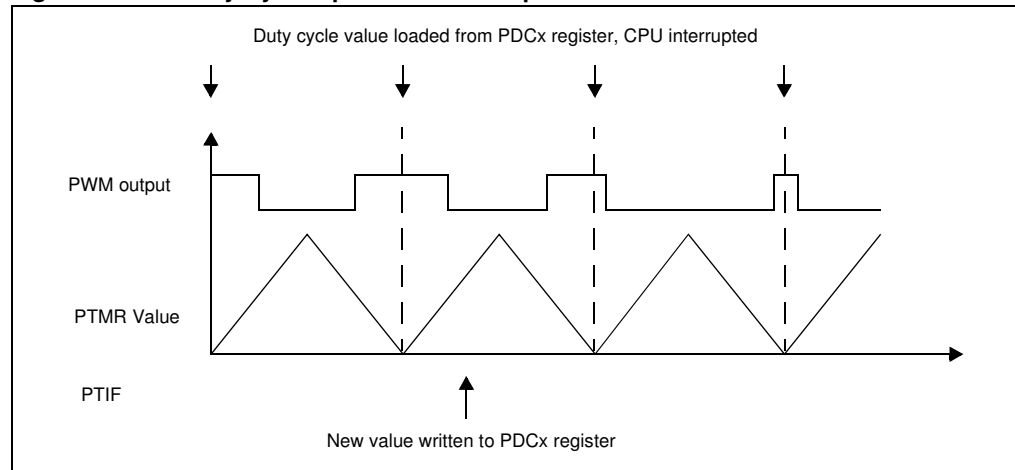 Duty cycle value loaded from PDCx register, CPU interrupted
PWM output
PTMR Value
PTIF
New value written to PDCx register